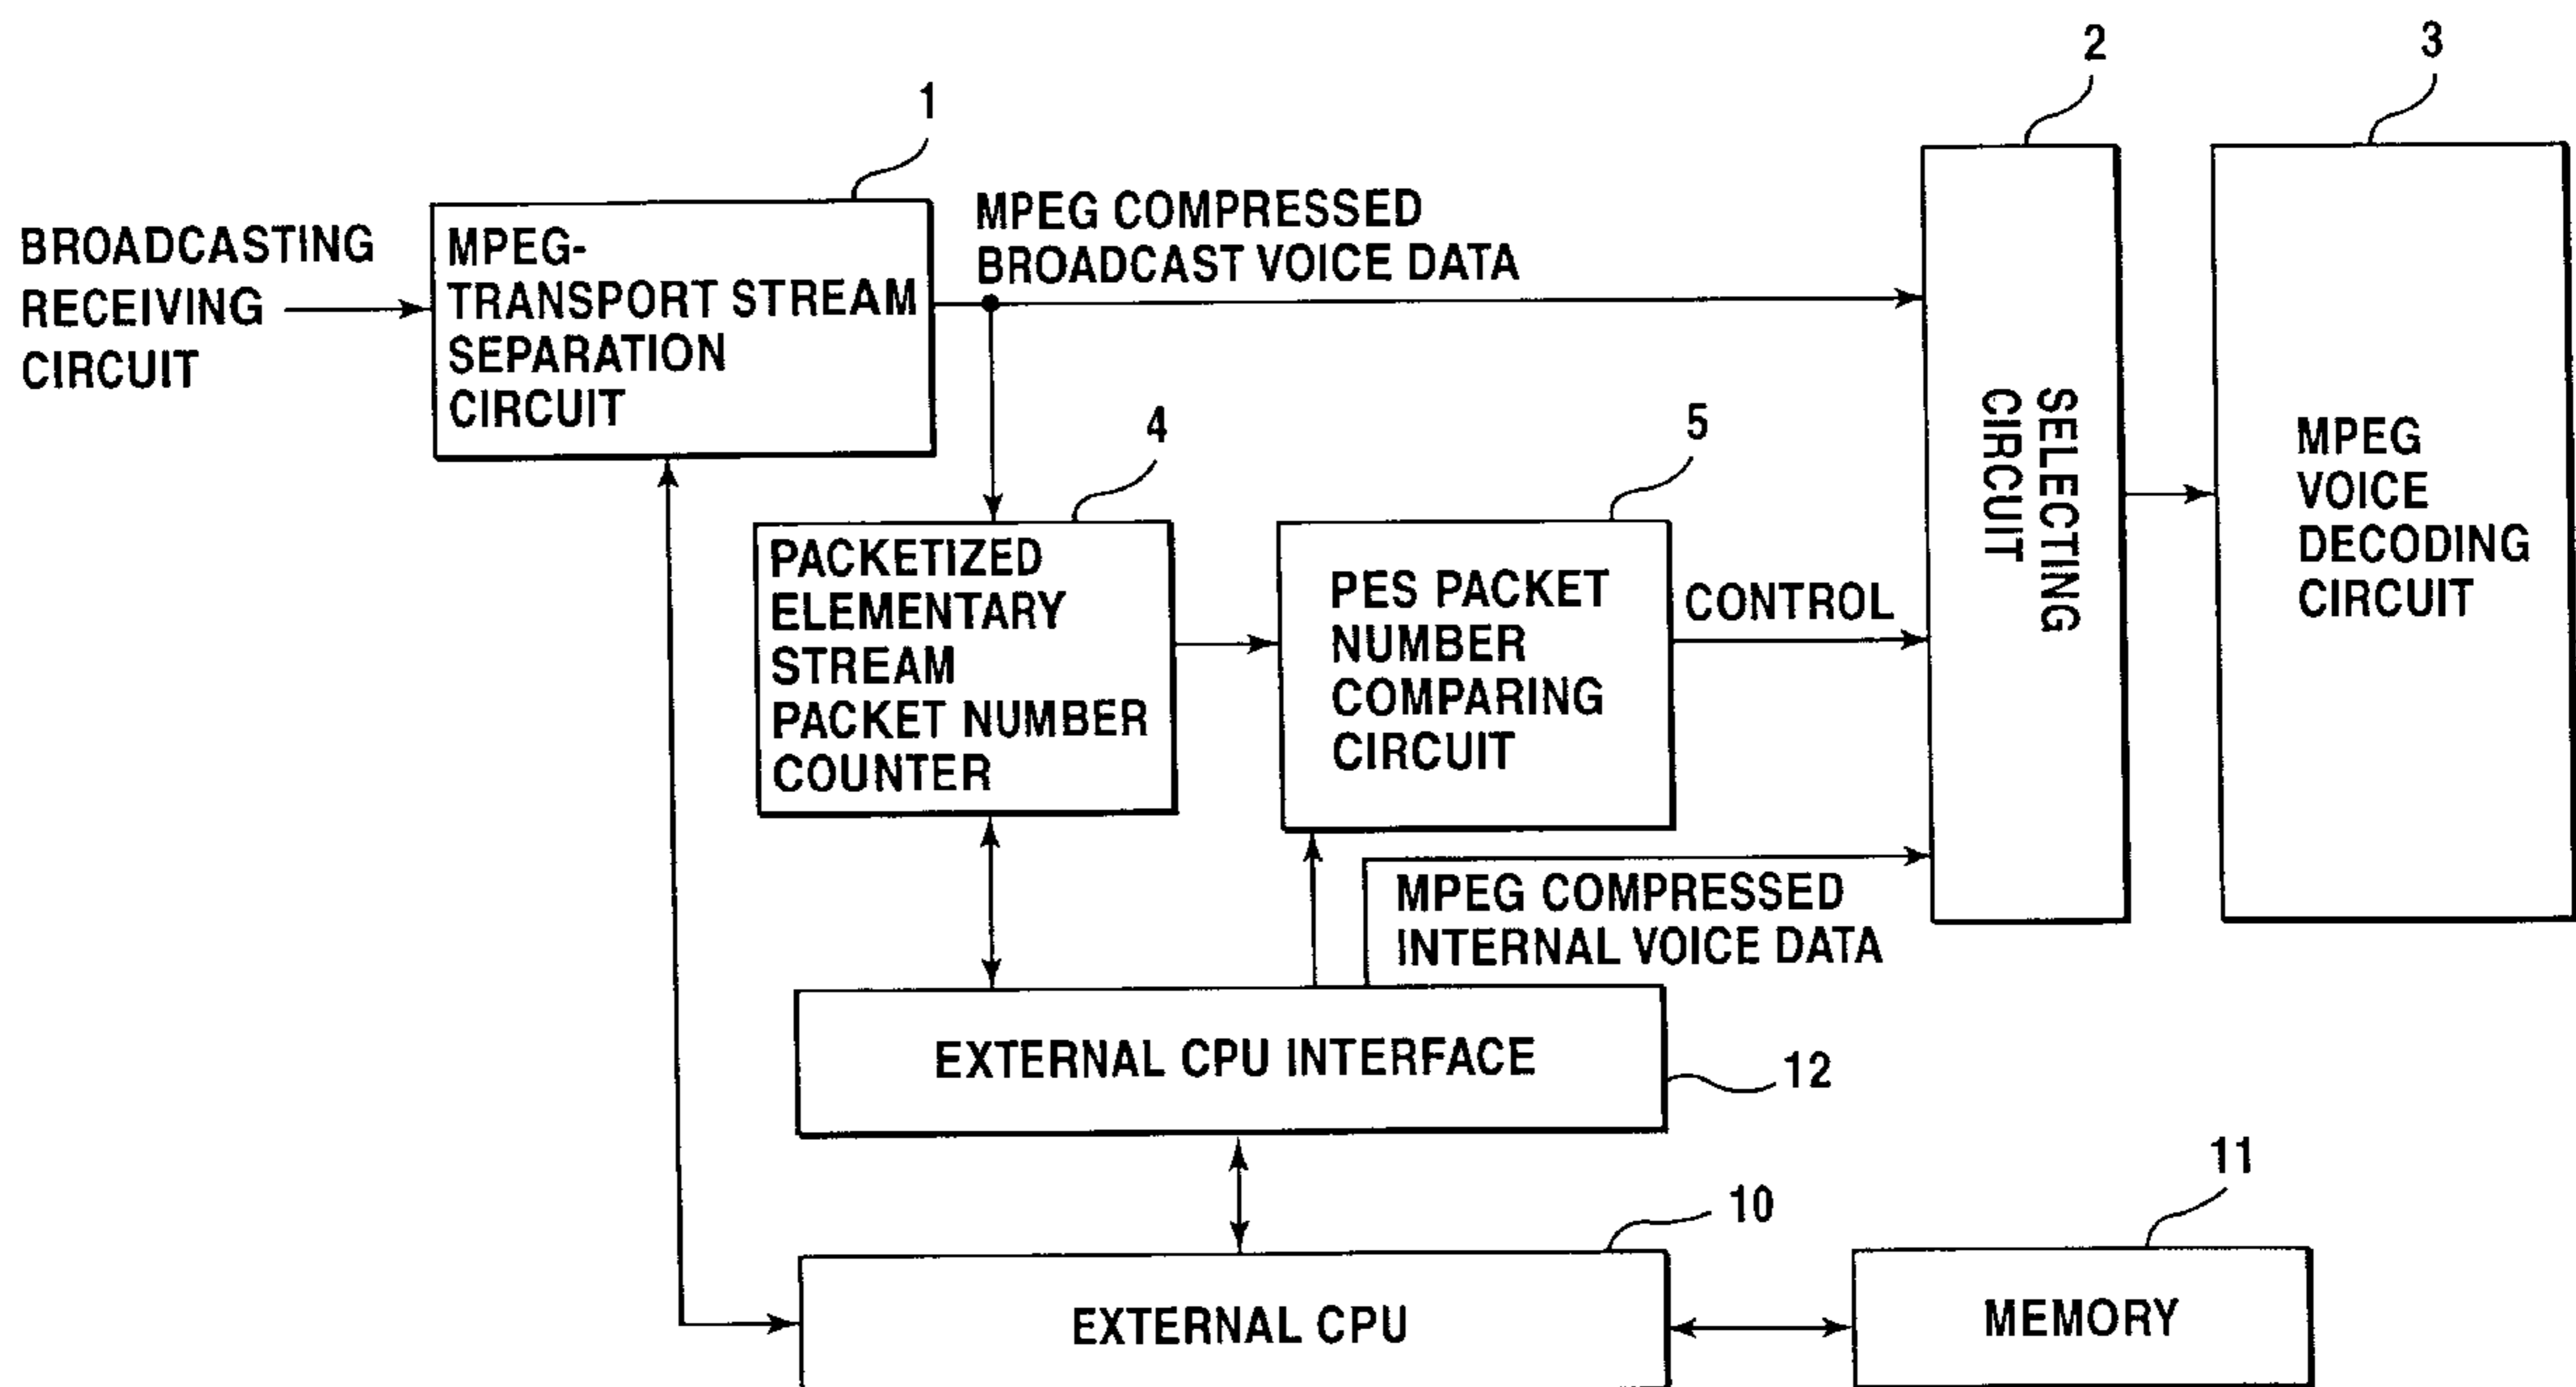 2
3
1
BROADCASTING
RECEIVING
CIRCUIT
MPEG-
TRANSPORT STREAM
SEPARATION
CIRCUIT
MPEG COMPRESSED
BROADCAST VOICE DATA
SELECTING
CIRCUIT
MPEG
VOICE
DECODING
CIRCUIT
4
5
PACKETIZED
ELEMENTARY
STREAM
PACKET NUMBER
COUNTER
PES PACKET
NUMBER
COMPARING
CIRCUIT
CONTROL
MPEG COMPRESSED
INTERNAL VOICE DATA
EXTERNAL CPU INTERFACE
12
10
11
EXTERNAL CPU
MEMORY